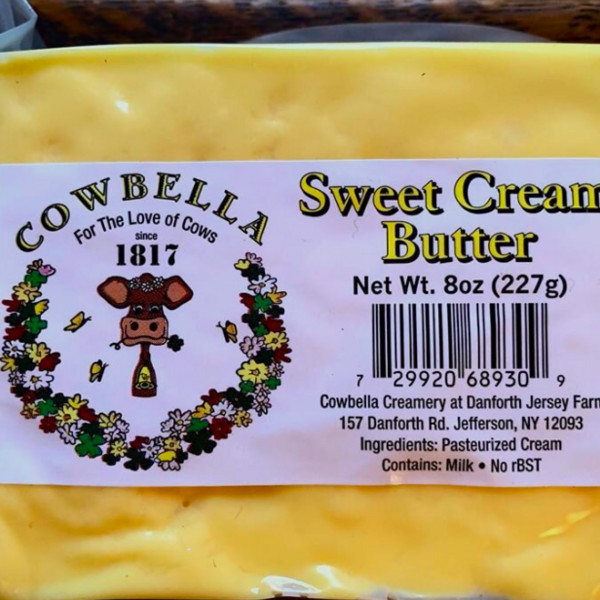 COWBELLA
For The Love of Cows
since
1817
Sweet Cream
Butter
Net Wt. 8oz (227g)
7 29920 68930 9
Cowbella Creamery at Danforth Jersey Farm
157 Danforth Rd. Jefferson, NY 12093
Ingredients: Pasteurized Cream
Contains: Milk • No rBST